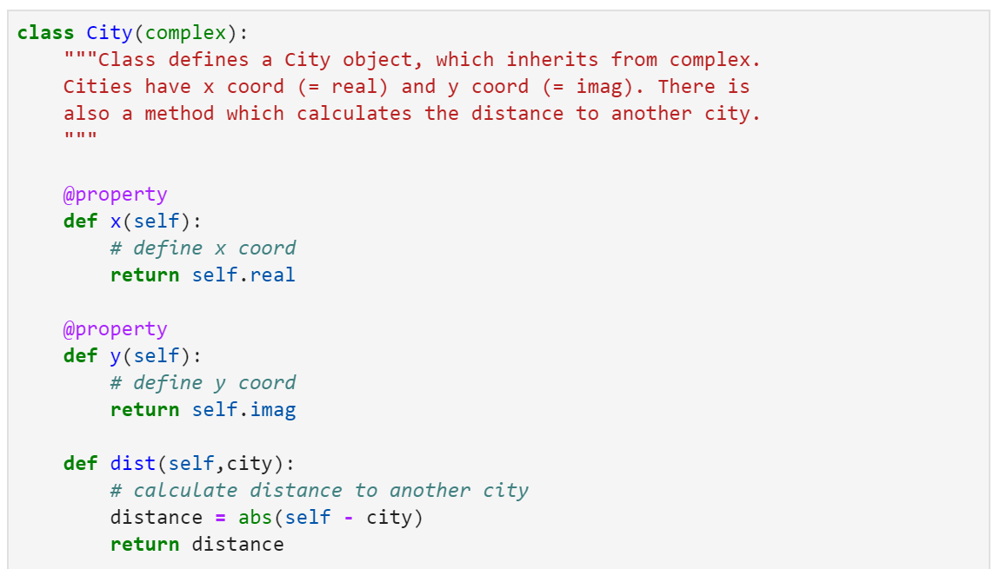 class City(complex):
    """Class defines a City object, which inherits from complex.
    Cities have x coord (= real) and y coord (= imag). There is
    also a method which calculates the distance to another city.
    """

    @property
    def x(self):
        # define x coord
        return self.real

    @property
    def y(self):
        # define y coord
        return self.imag

    def dist(self,city):
        # calculate distance to another city
        distance = abs(self - city)
        return distance